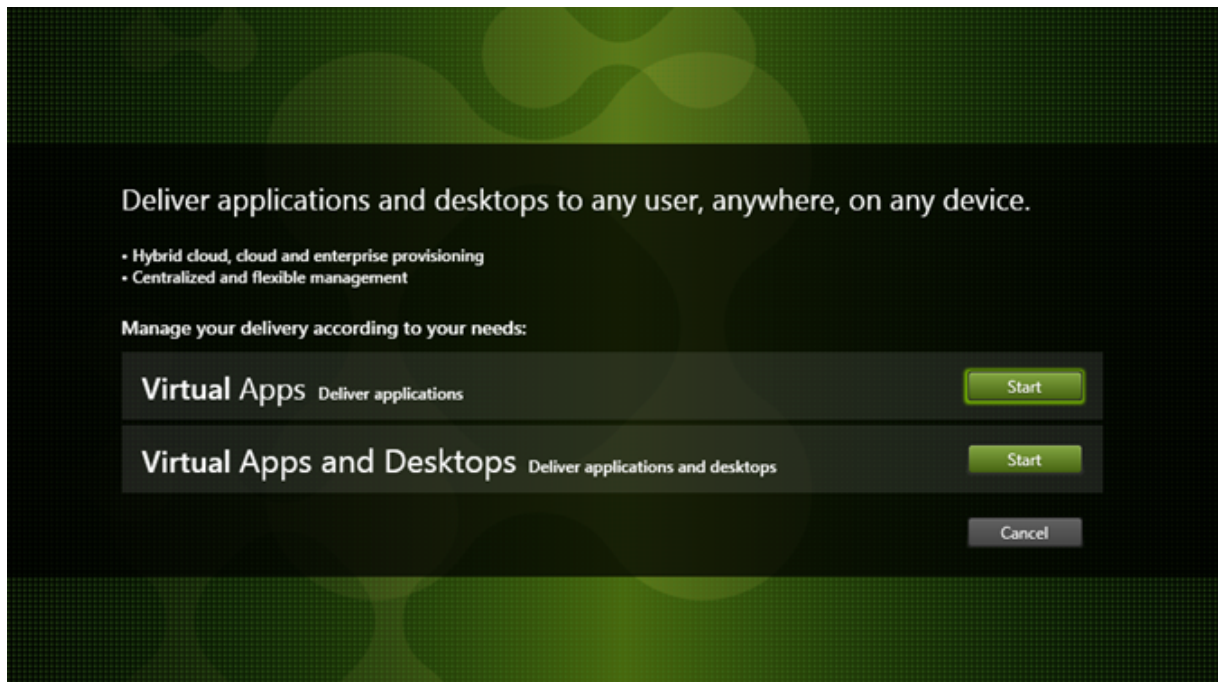 Deliver applications and desktops to any user, anywhere, on any device.
• Hybrid cloud, cloud and enterprise provisioning
• Centralized and flexible management
Manage your delivery according to your needs:
Virtual Apps Deliver applications Start
Virtual Apps and Desktops Deliver applications and desktops Start
Cancel